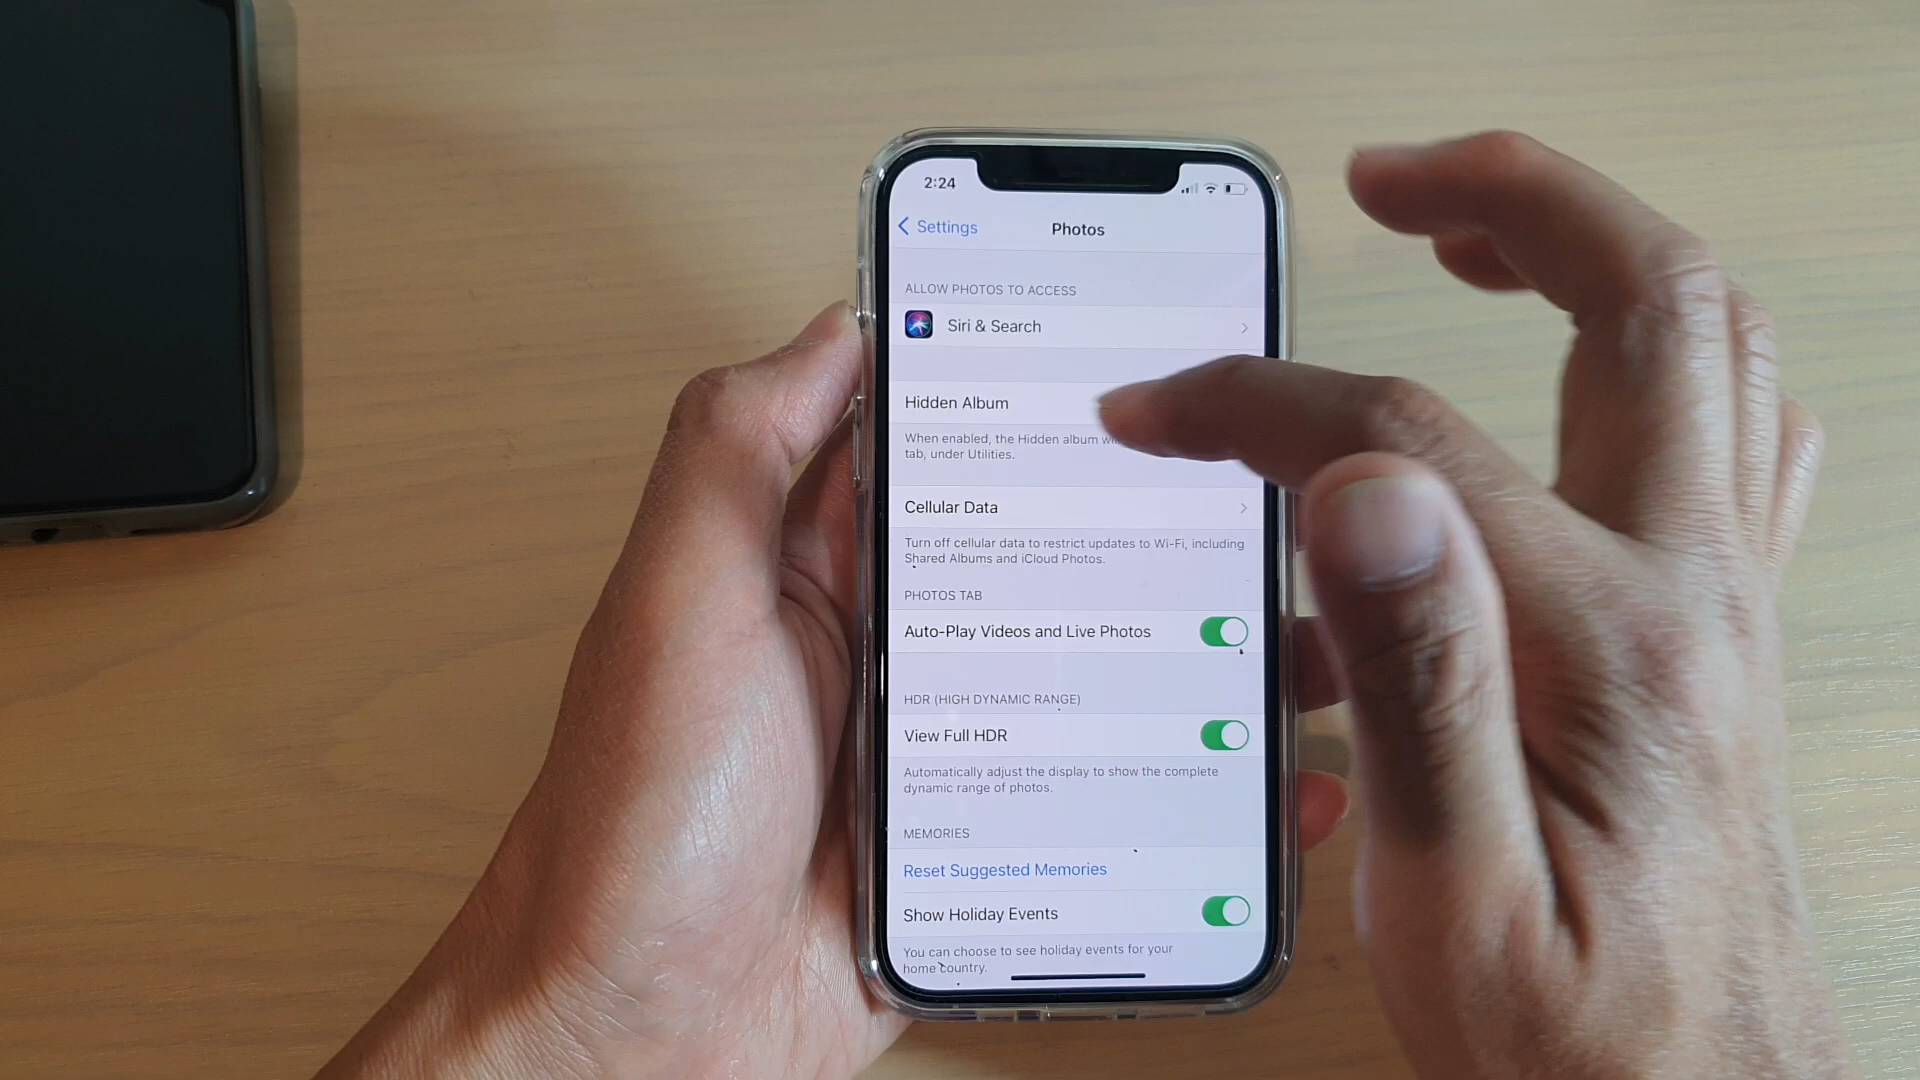 2:24
Settings
Photos
ALLOW PHOTOS TO ACCESS
Siri & Search
Hidden Album
When enabled, the Hidden album
tab, under Utilities.
Cellular Data
Turn off cellular data to restrict updates to Wi-Fi, including
Shared Albums and iCloud Photos.
PHOTOS TAB
Auto-Play Videos and Live Photos
HDR (HIGH DYNAMIC RANGE)
View Full HDR
Automatically adjust the display to show the complete
dynamic range of photos.
MEMORIES
Reset Suggested Memories
Show Holiday Events
You can choose to see holiday events for your
home country.